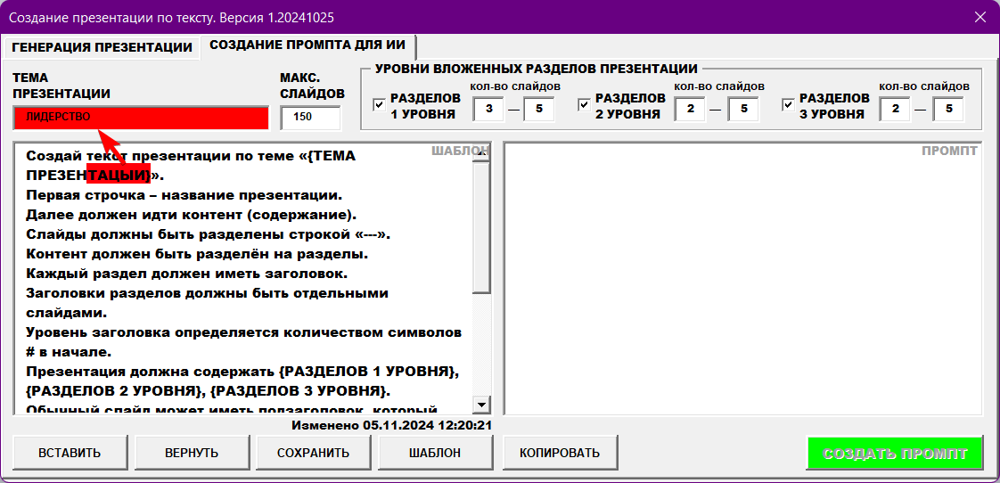 Создание презентации по тексту. Версия 1.20241025
ГЕНЕРАЦИЯ ПРЕЗЕНТАЦИИ
СОЗДАНИЕ ПРОМПТА ДЛЯ ИИ
ТЕМА
ПРЕЗЕНТАЦИИ
ЛИДЕРСТВО
МАКС.
СЛАЙДОВ
150
УРОВНИ ВЛОЖЕННЫХ РАЗДЕЛОВ ПРЕЗЕНТАЦИИ
РАЗДЕЛОВ
1 УРОВНЯ
кол-во слайдов
3 — 5
РАЗДЕЛОВ
2 УРОВНЯ
кол-во слайдов
2 — 5
РАЗДЕЛОВ
3 УРОВНЯ
кол-во слайдов
2 — 5
ШАБЛОН
Создай текст презентации по теме «{ТЕМА
ПРЕЗЕНТАЦЫИ}».
Первая строчка – название презентации.
Далее должен идти контент (содержание).
Слайды должны быть разделены строкой «---».
Контент должен быть разделён на разделы.
Каждый раздел должен иметь заголовок.
Заголовки разделов должны быть отдельными
слайдами.
Уровень заголовка определяется количеством символов
# в начале.
Презентация должна содержать {РАЗДЕЛОВ 1 УРОВНЯ},
{РАЗДЕЛОВ 2 УРОВНЯ}, {РАЗДЕЛОВ 3 УРОВНЯ}.
Обычный слайд может иметь подзаголовок, который
ПРОМПТ
Изменено 05.11.2024 12:20:21
ВСТАВИТЬ
ВЕРНУТЬ
СОХРАНИТЬ
ШАБЛОН
КОПИРОВАТЬ
СОЗДАТЬ ПРОМПТ